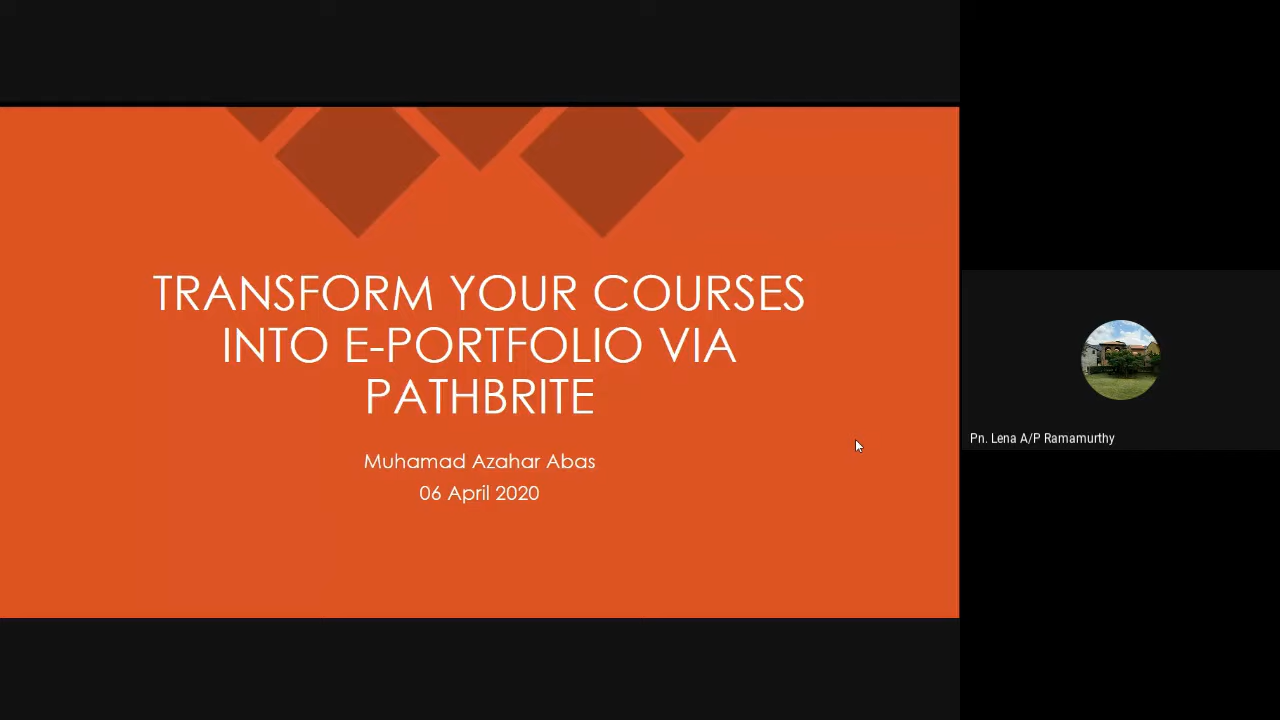 TRANSFORM YOUR COURSES
INTO E-PORTFOLIO VIA
PATHBRITE
Muhamad Azahar Abas
06 April 2020
Pn. Lena A/P Ramamurthy